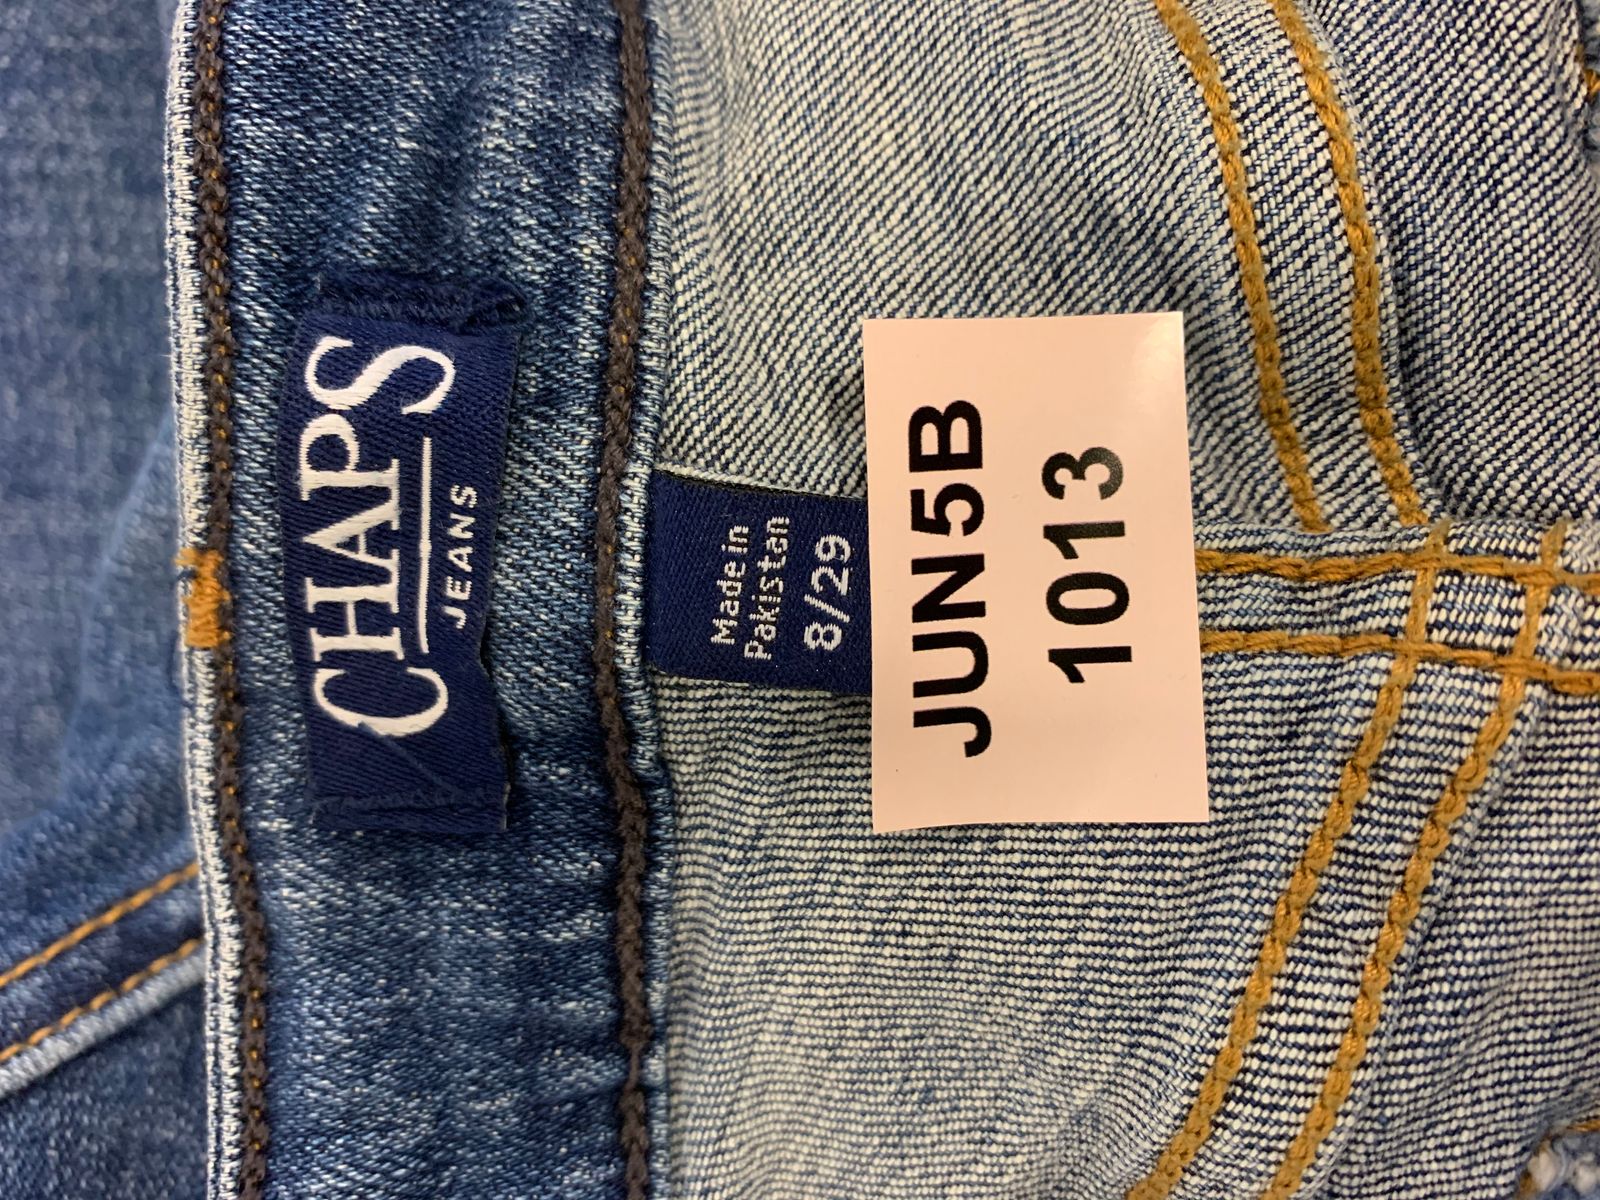 CHAPS
JEANS
Made in
Pakistan
8/29
JUN5B
1013